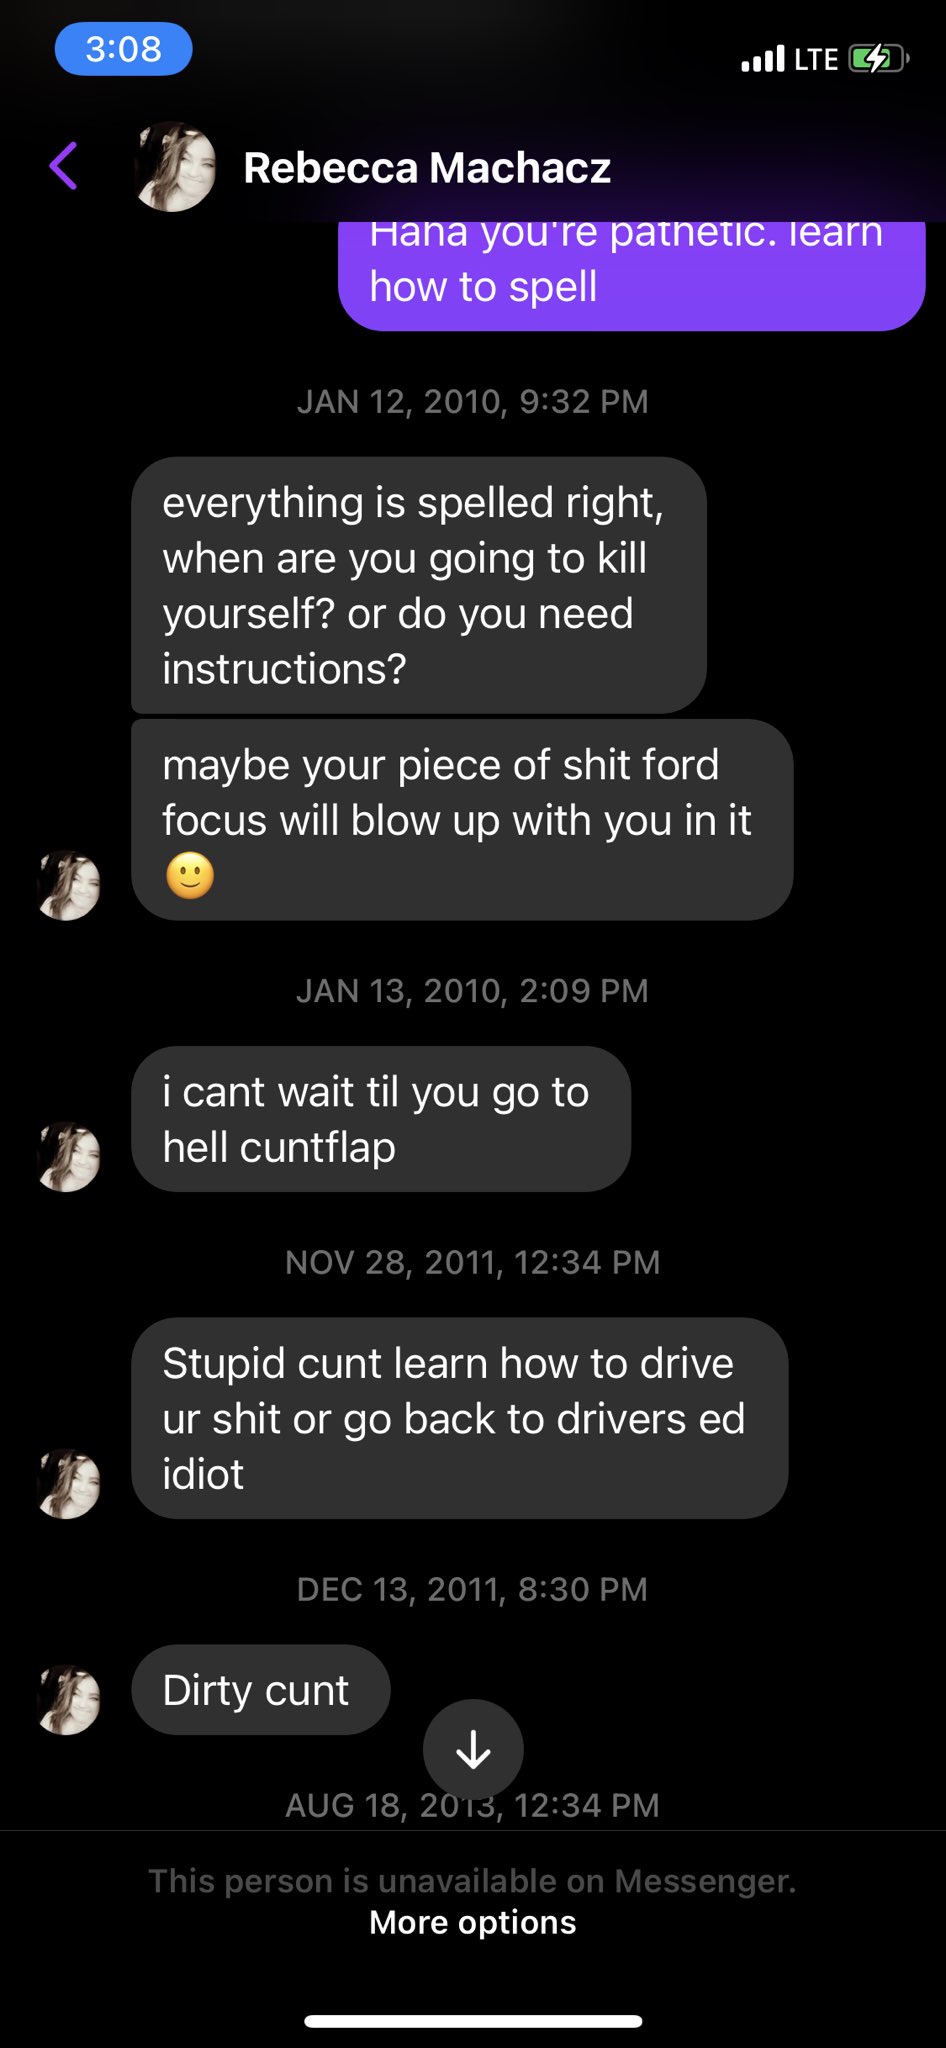 3:08
LTE
Rebecca Machacz
Haha you're pathetic. learn
how to spell
JAN 12, 2010, 9:32 PM
everything is spelled right,
when are you going to kill
yourself? or do you need
instructions?
maybe your piece of shit ford
focus will blow up with you in it
🙂
JAN 13, 2010, 2:09 PM
i cant wait til you go to
hell cuntflap
NOV 28, 2011, 12:34 PM
Stupid cunt learn how to drive
ur shit or go back to drivers ed
idiot
DEC 13, 2011, 8:30 PM
Dirty cunt
AUG 18, 2013, 12:34 PM
This person is unavailable on Messenger.
More options